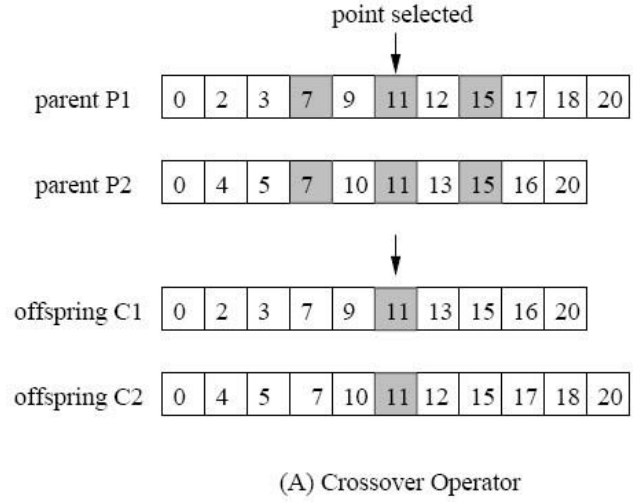 point selected
parent P1 0 2 3 7 9 11 12 15 17 18 20
parent P2 0 4 5 7 10 11 13 15 16 20
offspring C1 0 2 3 7 9 11 13 15 16 20
offspring C2 0 4 5 7 10 11 12 15 17 18 20
(A) Crossover Operator